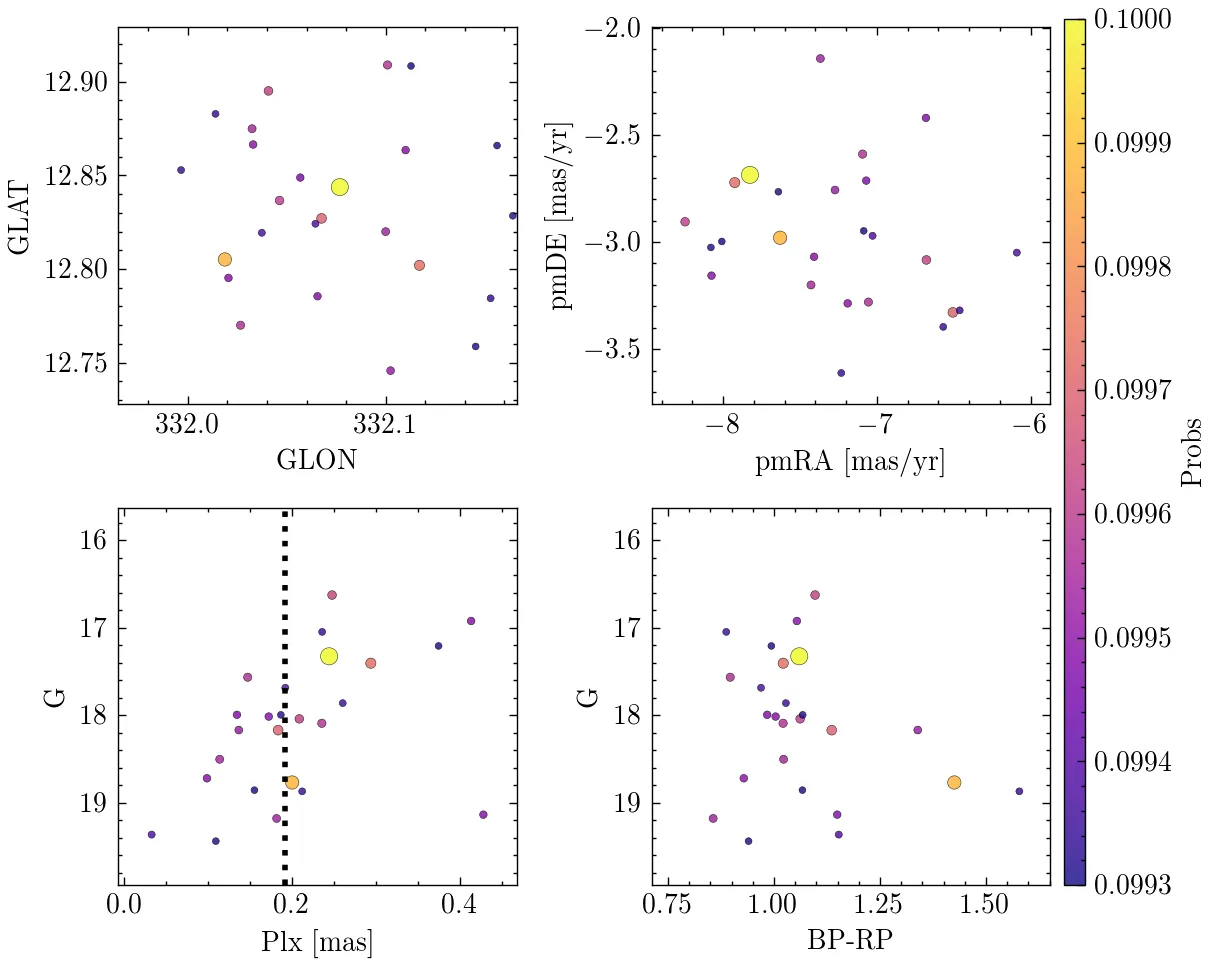 12.90
12.85
12.80
12.75
GLAT
332.0 332.1
GLON
−2.0
−2.5
−3.0
−3.5
pmDE [mas/yr]
−8 −7 −6
pmRA [mas/yr]
16
17
18
19
G
0.0 0.2 0.4
Plx [mas]
16
17
18
19
G
0.75 1.00 1.25 1.50
BP-RP
0.1000
0.0999
0.0998
0.0997
0.0996
0.0995
0.0994
0.0993
Probs